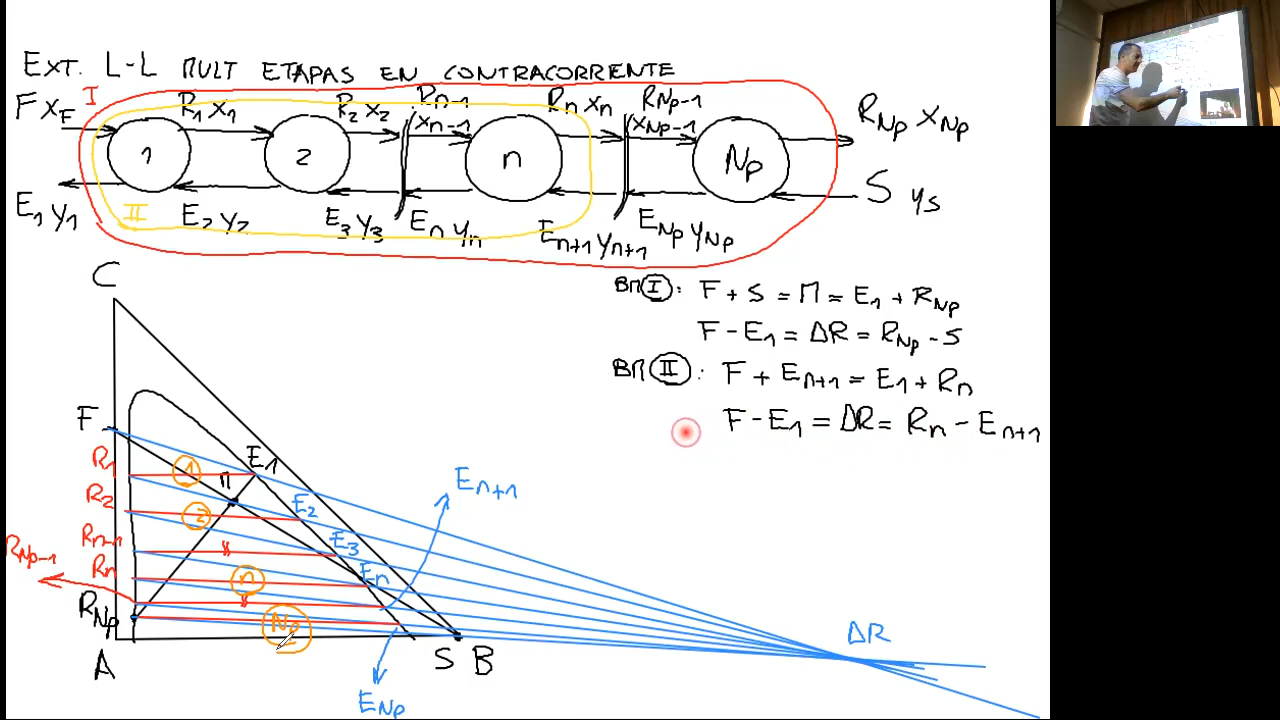 EXT. L-L MULT ETAPAS EN CONTRACORRIENTE
F xF I R1 x1 R2 x2 Rn-1 xn-1 Rn xn RNp-1 xNp-1 RNp xNp
1 2 n Np
E1 y1 II E2 y2 E3 y3 En yn En+1 yn+1 ENp yNp S ys
BM I : F + S = M = E1 + RNp
F - E1 = ΔR = RNp - S
BM II : F + En+1 = E1 + Rn
F - E1 = ΔR = Rn - En+1
C
F
R1 1 E1
M
R2 2 E2
En+1
Rn-1 E3
RNp-1
Rn n En
RNp Np
ΔR
A S B
ENp